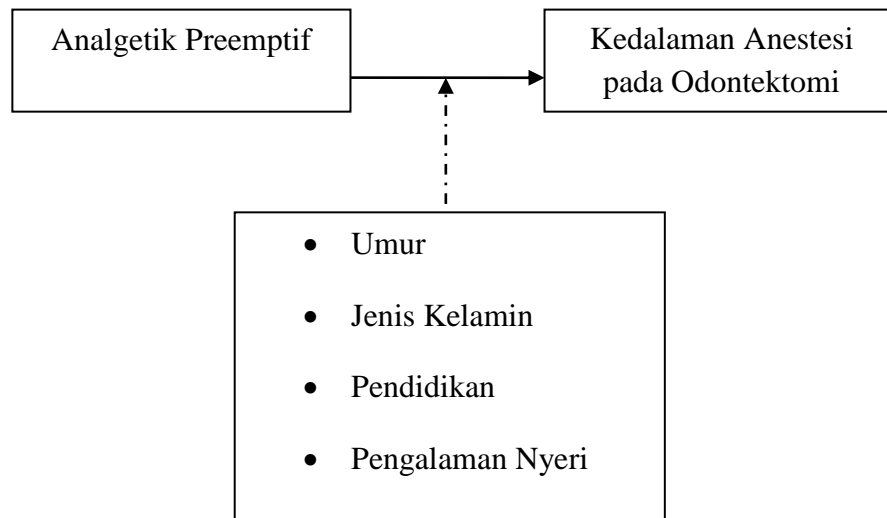 Analgetik Preemptif
Kedalaman Anestesi
pada Odontektomi
• Umur
• Jenis Kelamin
• Pendidikan
• Pengalaman Nyeri